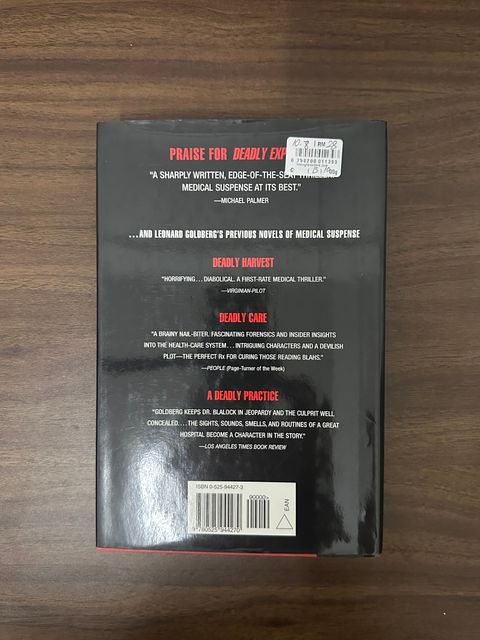 PRAISE FOR DEADLY
"A SHARPLY WRITTEN, EDGE-OF-THE-SEAT THRILLER.
MEDICAL SUSPENSE AT ITS BEST."
—MICHAEL PALMER
...AND LEONARD GOLDBERG'S PREVIOUS NOVELS OF MEDICAL SUSPENSE
DEADLY HARVEST
"HORRIFYING... DIABOLICAL. A FIRST-RATE MEDICAL THRILLER."
—VIRGINIAN-PILOT
DEADLY CARE
"A BRAINY NAIL-BITER. FASCINATING FORENSICS AND INSIDER INSIGHTS
INTO THE HEALTH-CARE SYSTEM... INTRIGUING CHARACTERS AND A DEVILISH
PLOT—THE PERFECT Rx FOR CURING THOSE READING BLAHS."
—PEOPLE (Page-Turner of the Week)
A DEADLY PRACTICE
"GOLDBERG KEEPS DR. BLALOCK IN JEOPARDY AND THE CULPRIT WELL
CONCEALED....THE SIGHTS, SOUNDS, SMELLS, AND ROUTINES OF A GREAT
HOSPITAL BECOME A CHARACTER IN THE STORY."
—LOS ANGELES TIMES BOOK REVIEW
ISBN 0-525-94427-3
90000>
9 780525 944270
EAN